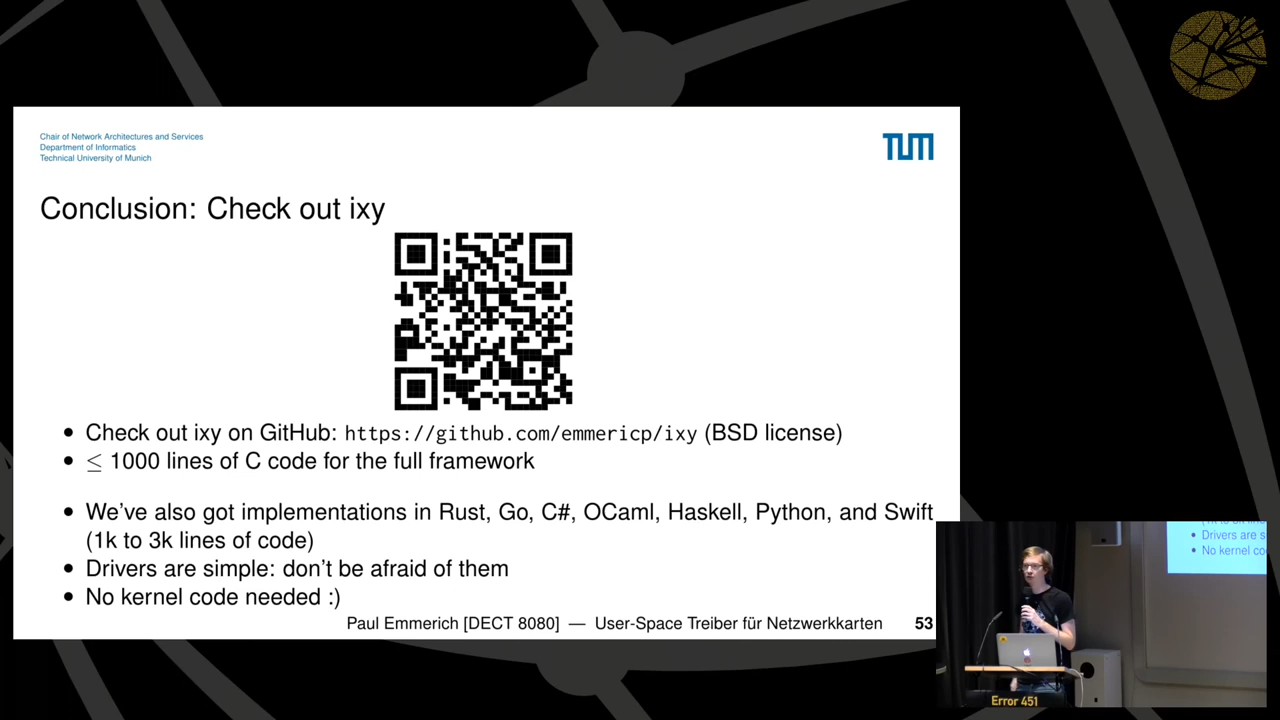 Chair of Network Architectures and Services
Department of Informatics
Technical University of Munich
TUM
Conclusion: Check out ixy
• Check out ixy on GitHub: https://github.com/emmericp/ixy (BSD license)
• ≤ 1000 lines of C code for the full framework
• We've also got implementations in Rust, Go, C#, OCaml, Haskell, Python, and Swift
(1k to 3k lines of code)
• Drivers are simple: don't be afraid of them
• No kernel code needed :)
Paul Emmerich [DECT 8080] — User-Space Treiber für Netzwerkkarten 53
• Drivers are s
• No kernel co
Error 451